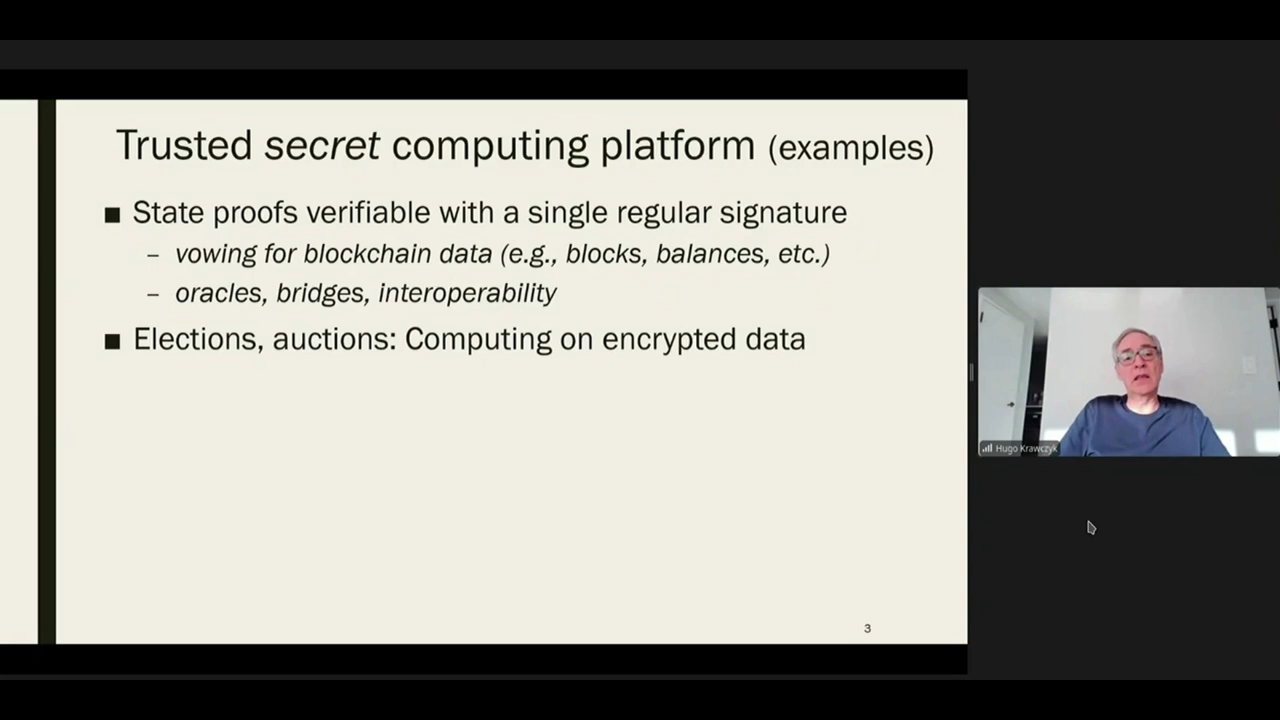 Trusted secret computing platform (examples)
■ State proofs verifiable with a single regular signature
– vowing for blockchain data (e.g., blocks, balances, etc.)
– oracles, bridges, interoperability
■ Elections, auctions: Computing on encrypted data
Hugo Krawczyk
3